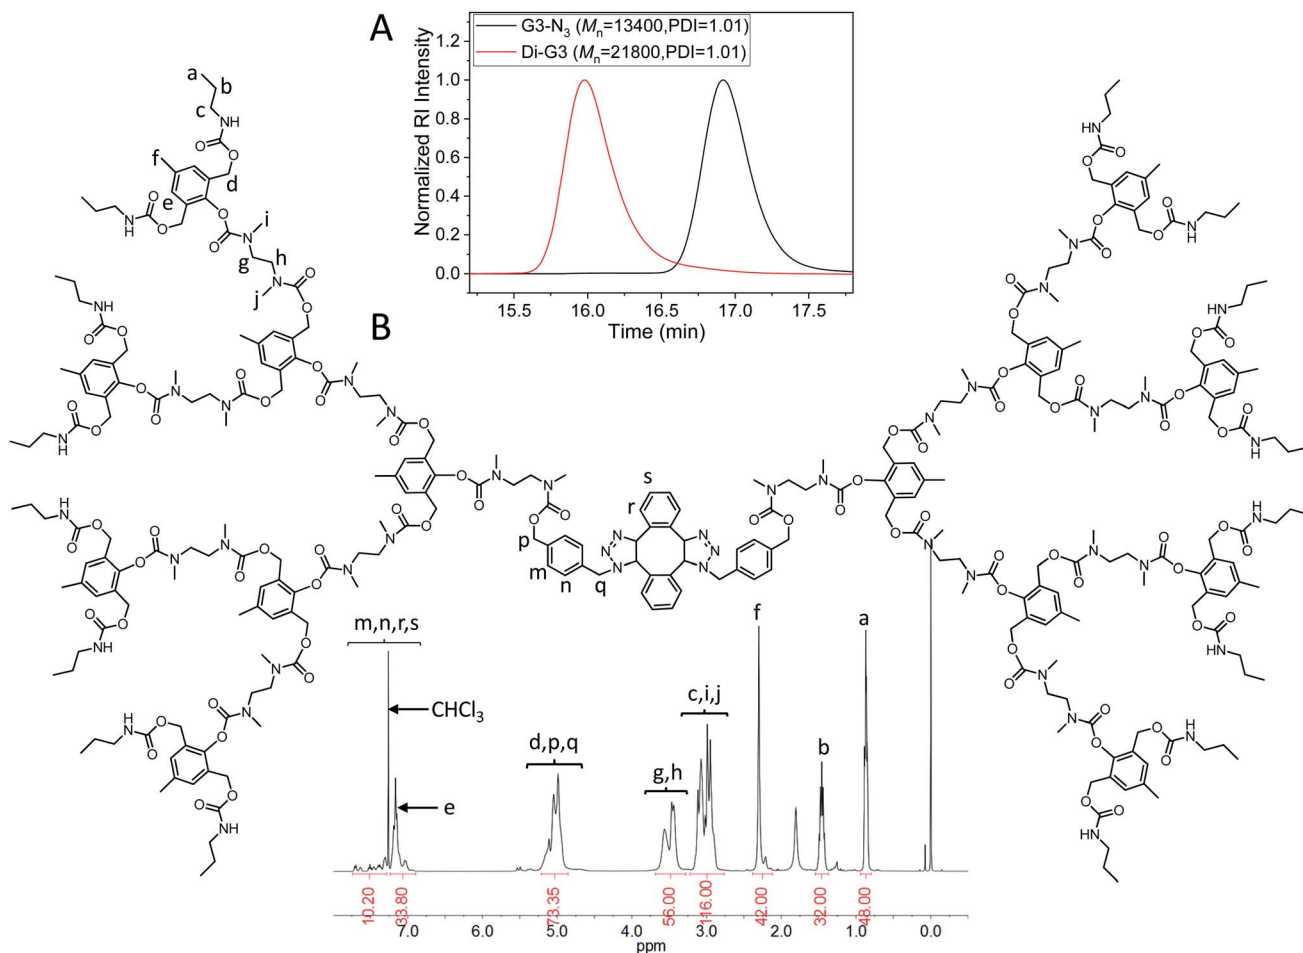 A
G3-N3 (Mn=13400,PDI=1.01)
Di-G3 (Mn=21800,PDI=1.01)
Normalized RI Intensity
1.2
1.0
0.8
0.6
0.4
0.2
0.0
15.5 16.0 16.5 17.0 17.5
Time (min)
a
b
c
f
d
e
i
g
h
j
B
s
r
p
m
n
q
m,n,r,s
CHCl3
e
d,p,q
g,h
c,i,j
f
b
a
10.20
33.80
73.35
56.00
116.00
42.00
32.00
48.00
7.0 6.0 5.0 4.0 3.0 2.0 1.0 0.0
ppm